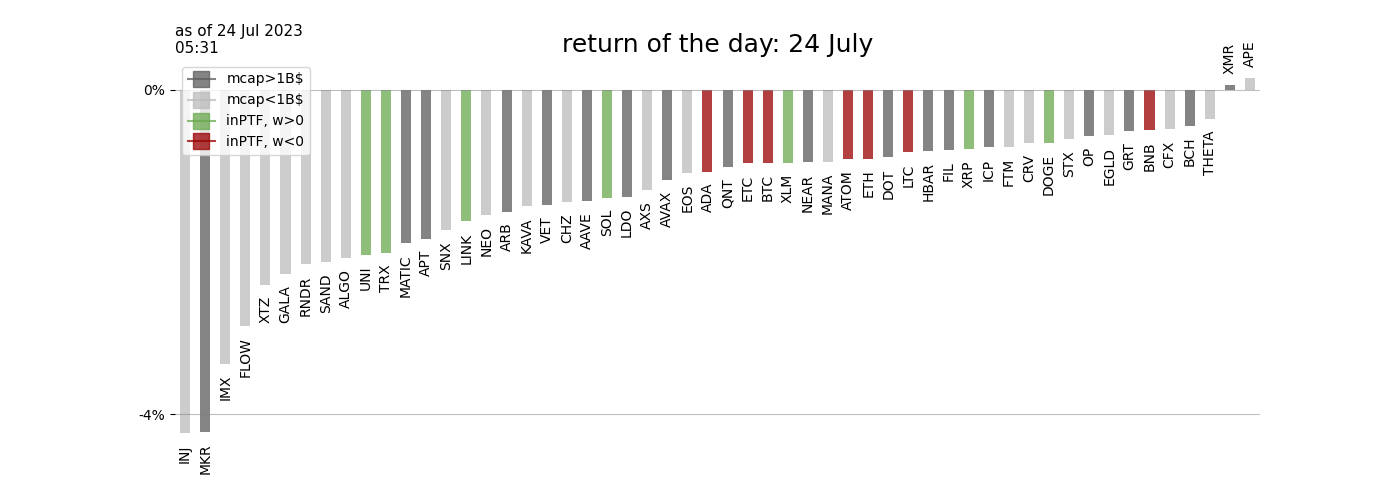 as of 24 Jul 2023
05:31
return of the day: 24 July
mcap>1B$
mcap<1B$
inPTF, w>0
inPTF, w<0
0%
-4%
INJ
MKR
IMX
FLOW
XTZ
GALA
RNDR
SAND
ALGO
UNI
TRX
MATIC
APT
SNX
LINK
NEO
ARB
KAVA
VET
CHZ
AAVE
SOL
LDO
AXS
AVAX
EOS
ADA
QNT
ETC
BTC
XLM
NEAR
MANA
ATOM
ETH
DOT
LTC
HBAR
FIL
XRP
ICP
FTM
CRV
DOGE
STX
OP
EGLD
GRT
BNB
CFX
BCH
THETA
XMR
APE